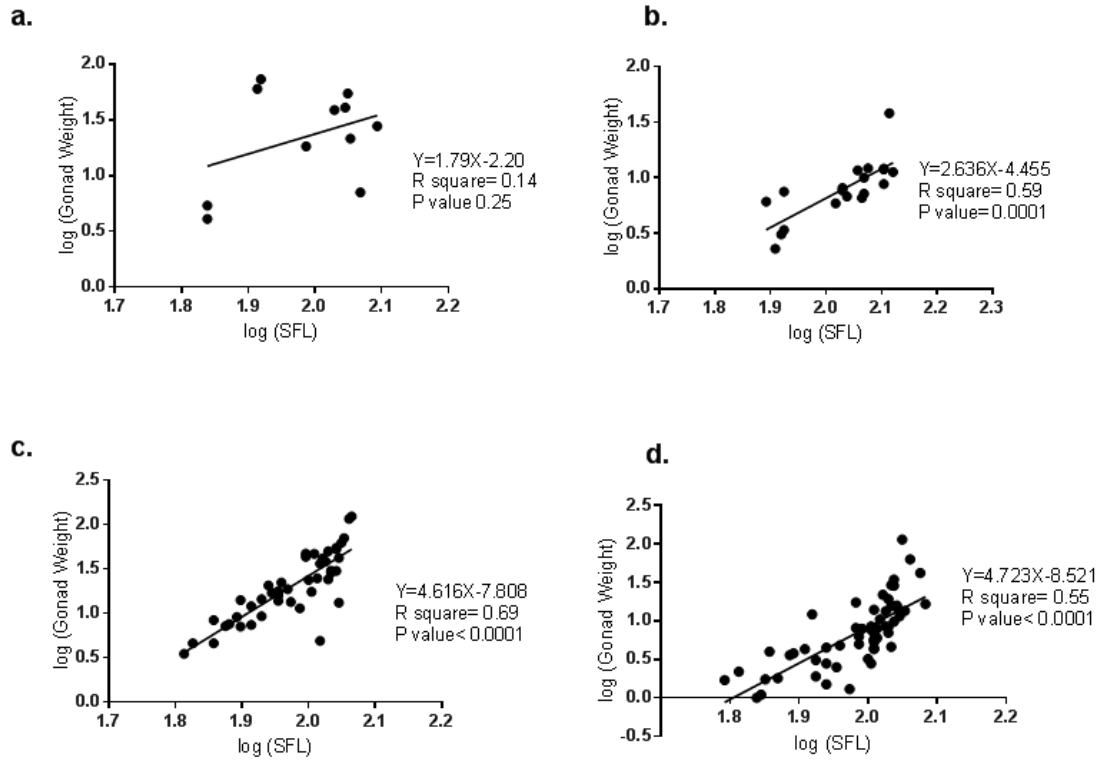 a.
2.0
1.5
1.0
0.5
0.0
log (Gonad Weight)
1.7 1.8 1.9 2.0 2.1 2.2
log (SFL)
Y=1.79X-2.20
R square= 0.14
P value 0.25
b.
2.0
1.5
1.0
0.5
0.0
log (Gonad Weight)
1.7 1.8 1.9 2.0 2.1 2.2 2.3
log (SFL)
Y=2.636X-4.455
R square= 0.59
P value= 0.0001
c.
2.5
2.0
1.5
1.0
0.5
0.0
log (Gonad Weight)
1.7 1.8 1.9 2.0 2.1 2.2
log (SFL)
Y=4.616X-7.808
R square= 0.69
P value< 0.0001
d.
2.5
2.0
1.5
1.0
0.5
0.0
-0.5
log (Gonad Weight)
1.7 1.8 1.9 2.0 2.1 2.2
log (SFL)
Y=4.723X-8.521
R square= 0.55
P value< 0.0001